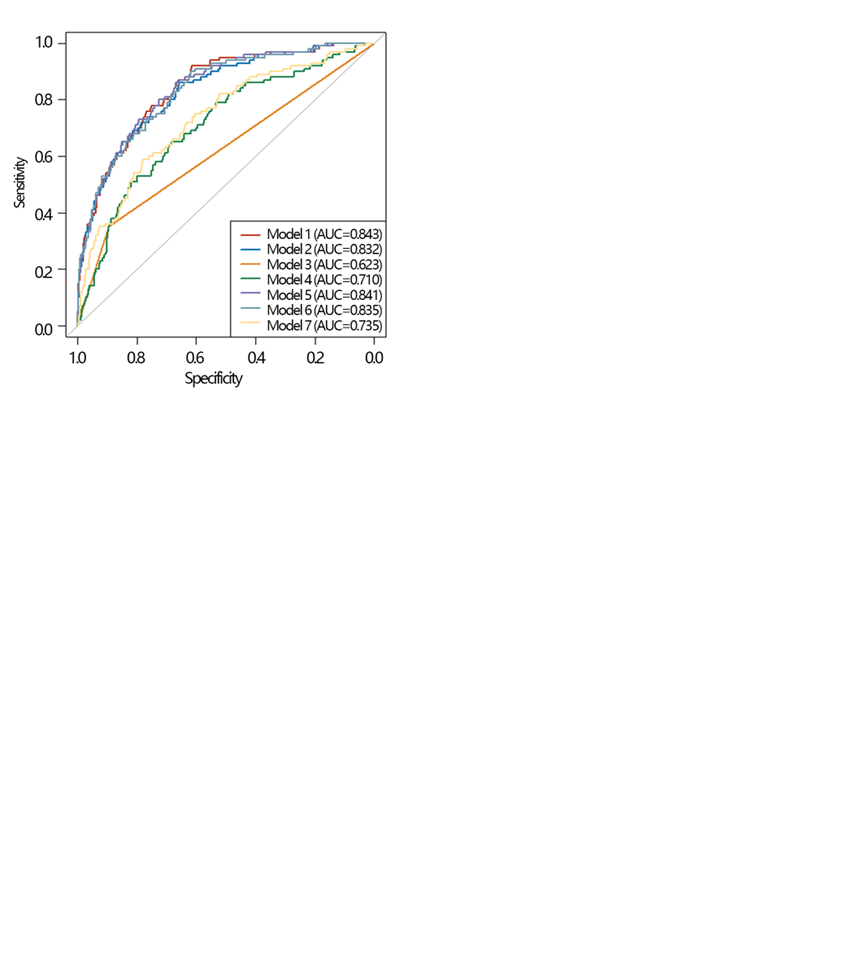 Sensitivity
1.0
0.8
0.6
0.4
0.2
0.0
Model 1 (AUC=0.843)
Model 2 (AUC=0.832)
Model 3 (AUC=0.623)
Model 4 (AUC=0.710)
Model 5 (AUC=0.841)
Model 6 (AUC=0.835)
Model 7 (AUC=0.735)
1.0 0.8 0.6 0.4 0.2 0.0
Specificity